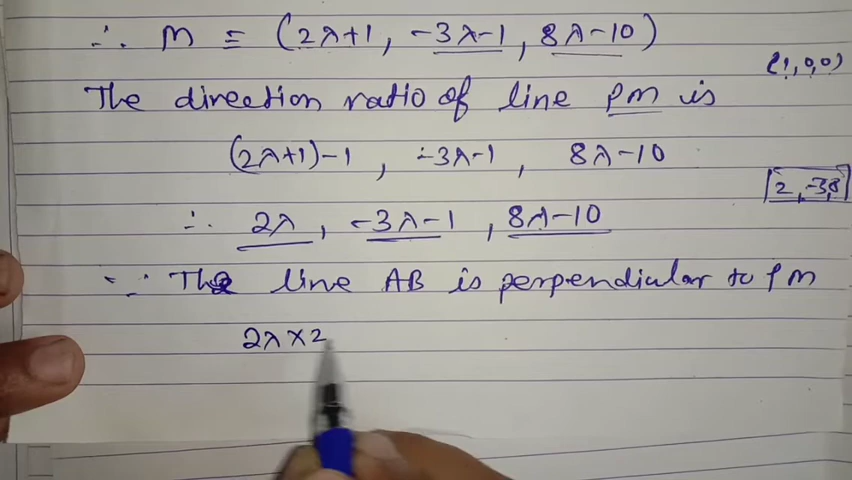 ∴ M ≡ (2λ+1, -3λ-1, 8λ-10)
(1,0,0)
The direction ratio of line PM is
(2λ+1)-1, -3λ-1, 8λ-10
2, -3, 8
∴ 2λ, -3λ-1, 8λ-10
∵ The line AB is perpendicular to PM
2λ×2